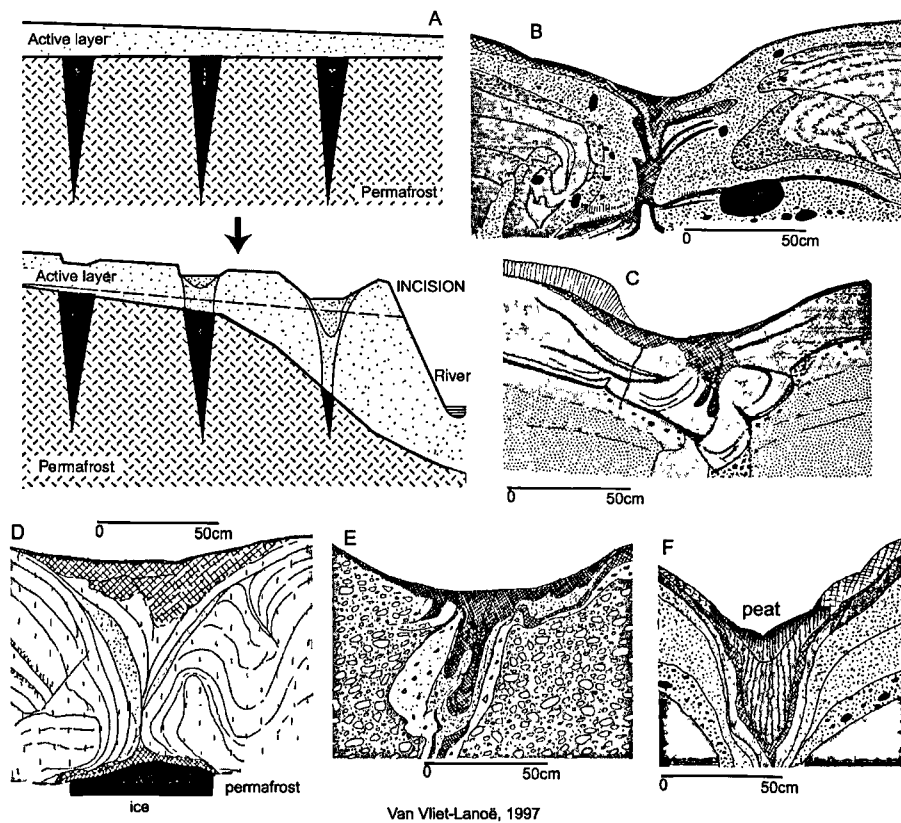 A
Active layer
Permafrost
Active layer
INCISION
River
Permafrost
B
0 50cm
C
0 50cm
D
0 50cm
ice
permafrost
E
0 50cm
F
peat
0 50cm
Van Vliet-Lanoë, 1997